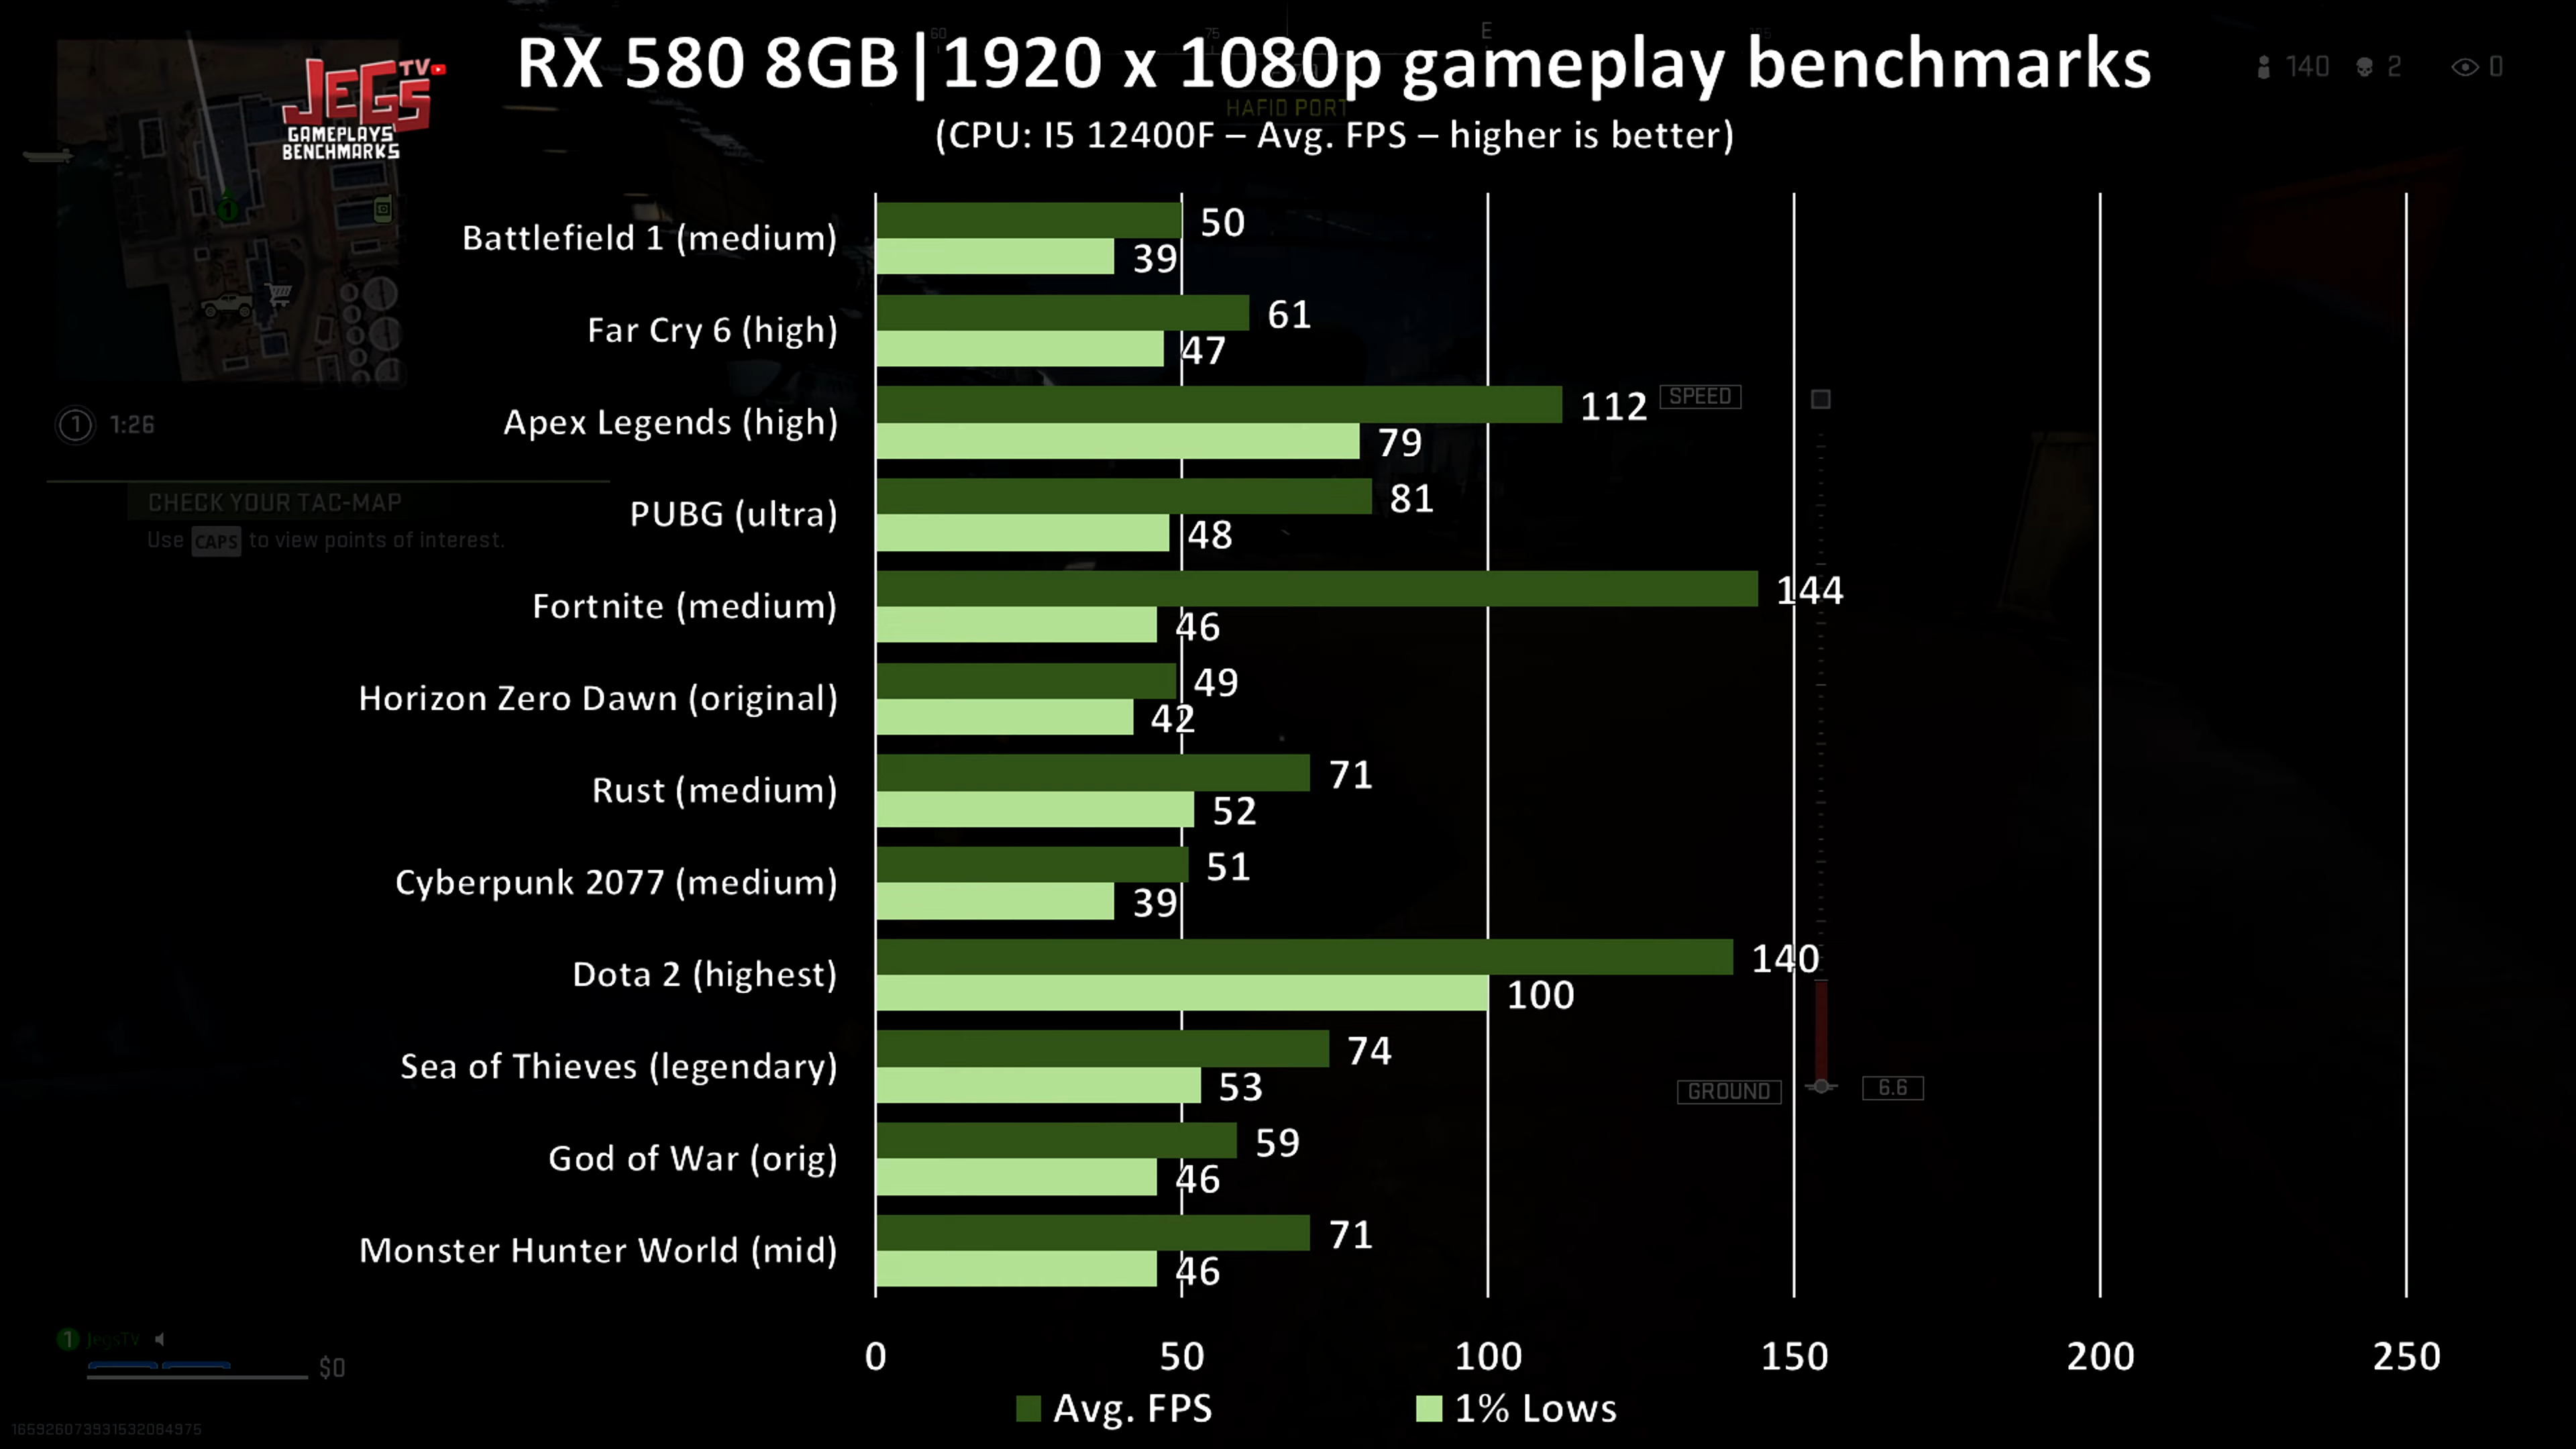 60
75
E
RX 580 8GB|1920 x 1080p gameplay benchmarks
140 2 0
JEGS TV
GAMEPLAYS
BENCHMARKS
HAFID PORT
(CPU: I5 12400F – Avg. FPS – higher is better)
1
1 1:26
CHECK YOUR TAC-MAP
Use CAPS to view points of interest.
Battlefield 1 (medium)
50
39
Far Cry 6 (high)
61
47
Apex Legends (high)
112
79
SPEED
PUBG (ultra)
81
48
Fortnite (medium)
144
46
Horizon Zero Dawn (original)
49
42
Rust (medium)
71
52
Cyberpunk 2077 (medium)
51
39
Dota 2 (highest)
140
100
Sea of Thieves (legendary)
74
53
GROUND 6.6
God of War (orig)
59
46
Monster Hunter World (mid)
71
46
1 JegsTV
$0
0 50 100 150 200 250
Avg. FPS 1% Lows